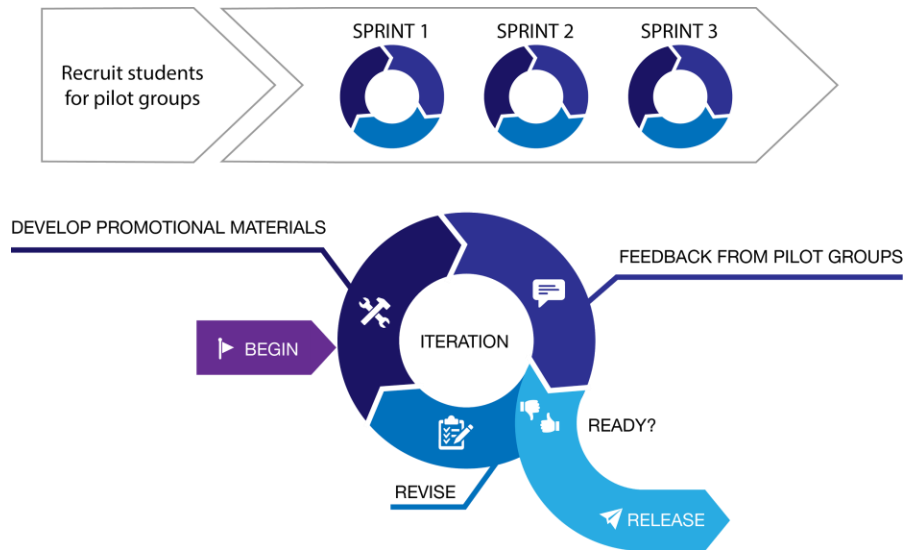 SPRINT 1
SPRINT 2
SPRINT 3
Recruit students
for pilot groups
DEVELOP PROMOTIONAL MATERIALS
FEEDBACK FROM PILOT GROUPS
BEGIN
ITERATION
READY?
REVISE
RELEASE